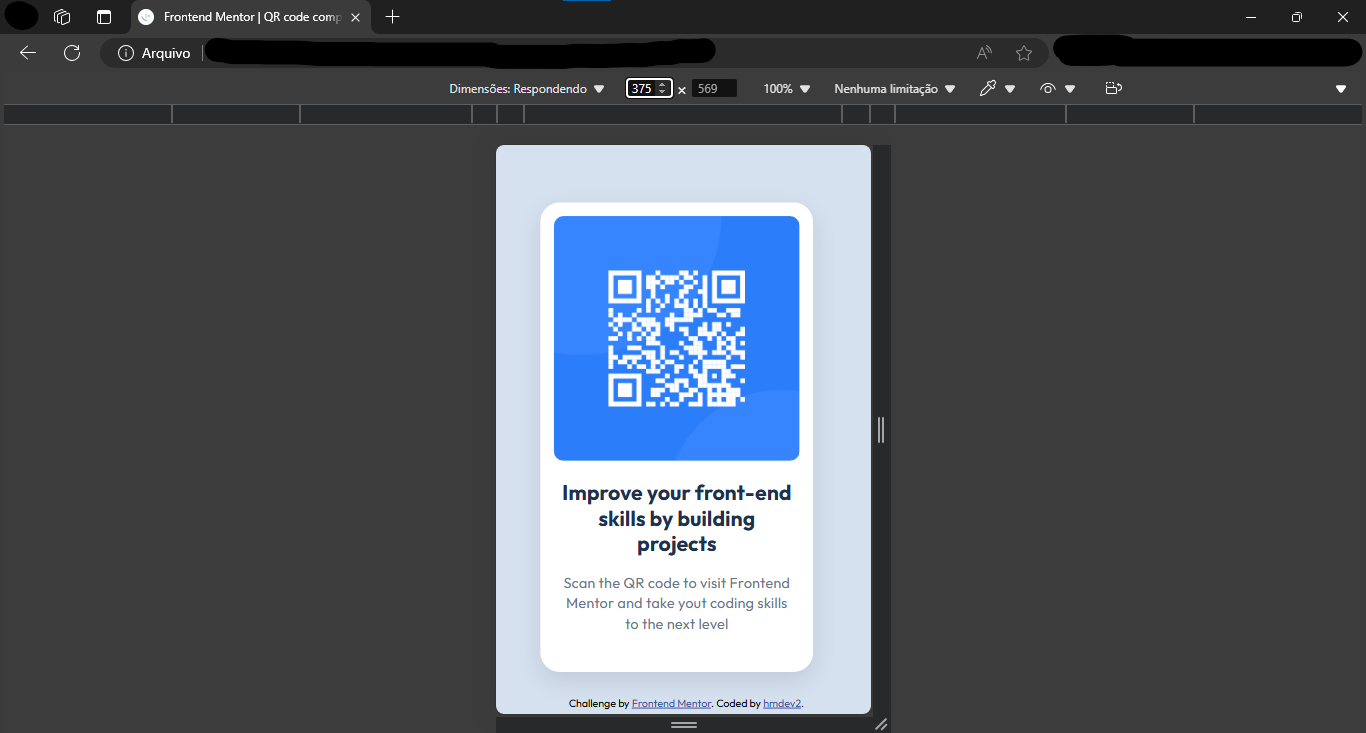 Frontend Mentor | QR code comp
Arquivo
Dimensões: Respondendo
375 × 569
100%
Nenhuma limitação
Improve your front-end
skills by building
projects
Scan the QR code to visit Frontend
Mentor and take yout coding skills
to the next level
Challenge by Frontend Mentor. Coded by hmdev2.